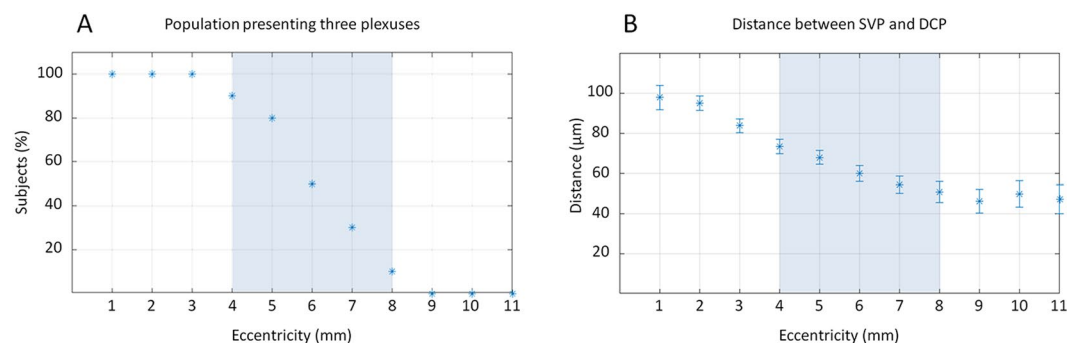 A
Population presenting three plexuses
Subjects (%)
100
80
60
40
20
1 2 3 4 5 6 7 8 9 10 11
Eccentricity (mm)
B
Distance between SVP and DCP
Distance (µm)
100
80
60
40
20
1 2 3 4 5 6 7 8 9 10 11
Eccentricity (mm)